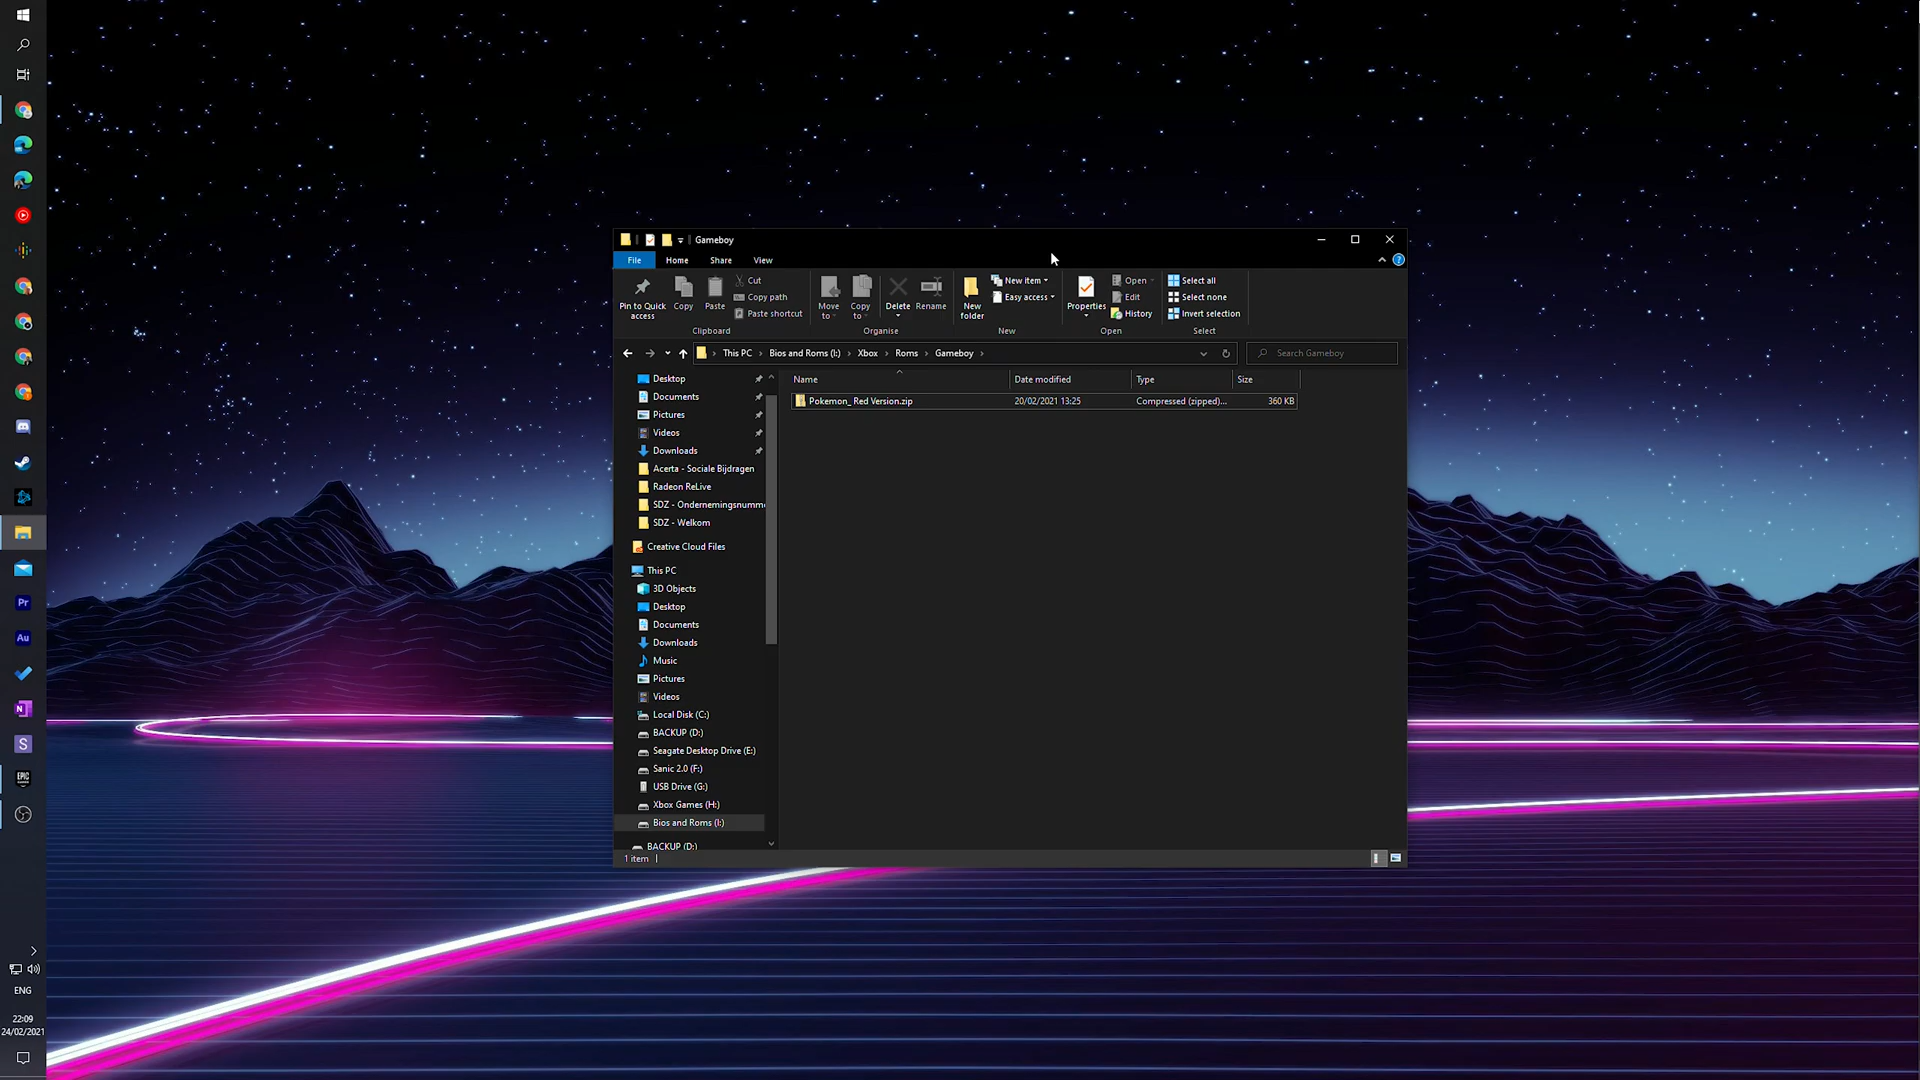 Gameboy
File Home Share View
Pin to Quick access
Copy
Paste
Cut
Copy path
Paste shortcut
Clipboard
Move to
Copy to
Delete
Rename
Organise
New folder
New item
Easy access
New
Properties
Open
Edit
History
Open
Select all
Select none
Invert selection
Select
This PC > Bios and Roms (I:) > Xbox > Roms > Gameboy >
Search Gameboy
Name Date modified Type Size
Pokemon_ Red Version.zip 20/02/2021 13:25 Compressed (zipped)... 360 KB
Desktop
Documents
Pictures
Videos
Downloads
Acerta - Sociale Bijdragen
Radeon ReLive
SDZ - Ondernemingsnumme
SDZ - Welkom
Creative Cloud Files
This PC
3D Objects
Desktop
Documents
Downloads
Music
Pictures
Videos
Local Disk (C:)
BACKUP (D:)
Seagate Desktop Drive (E:)
Sanic 2.0 (F:)
USB Drive (G:)
Xbox Games (H:)
Bios and Roms (I:)
BACKUP (D:)
1 item
Pr
Au
N
S
EPIC
ENG
22:09
24/02/2021